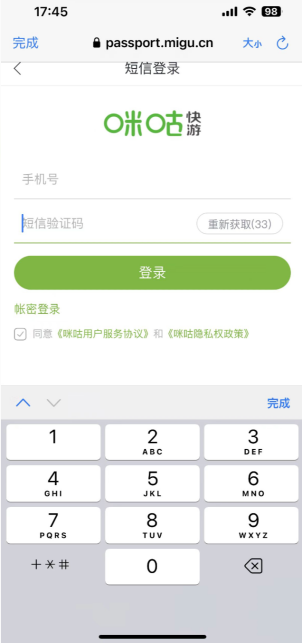 17:45
98
完成
passport.migu.cn
大小
短信登录
咪咕快游
手机号
短信验证码
重新获取(33)
登录
帐密登录
同意《咪咕用户服务协议》和《咪咕隐私权政策》
完成
1 2 3
ABC DEF
4 5 6
GHI JKL MNO
7 8 9
PQRS TUV WXYZ
+*# 0